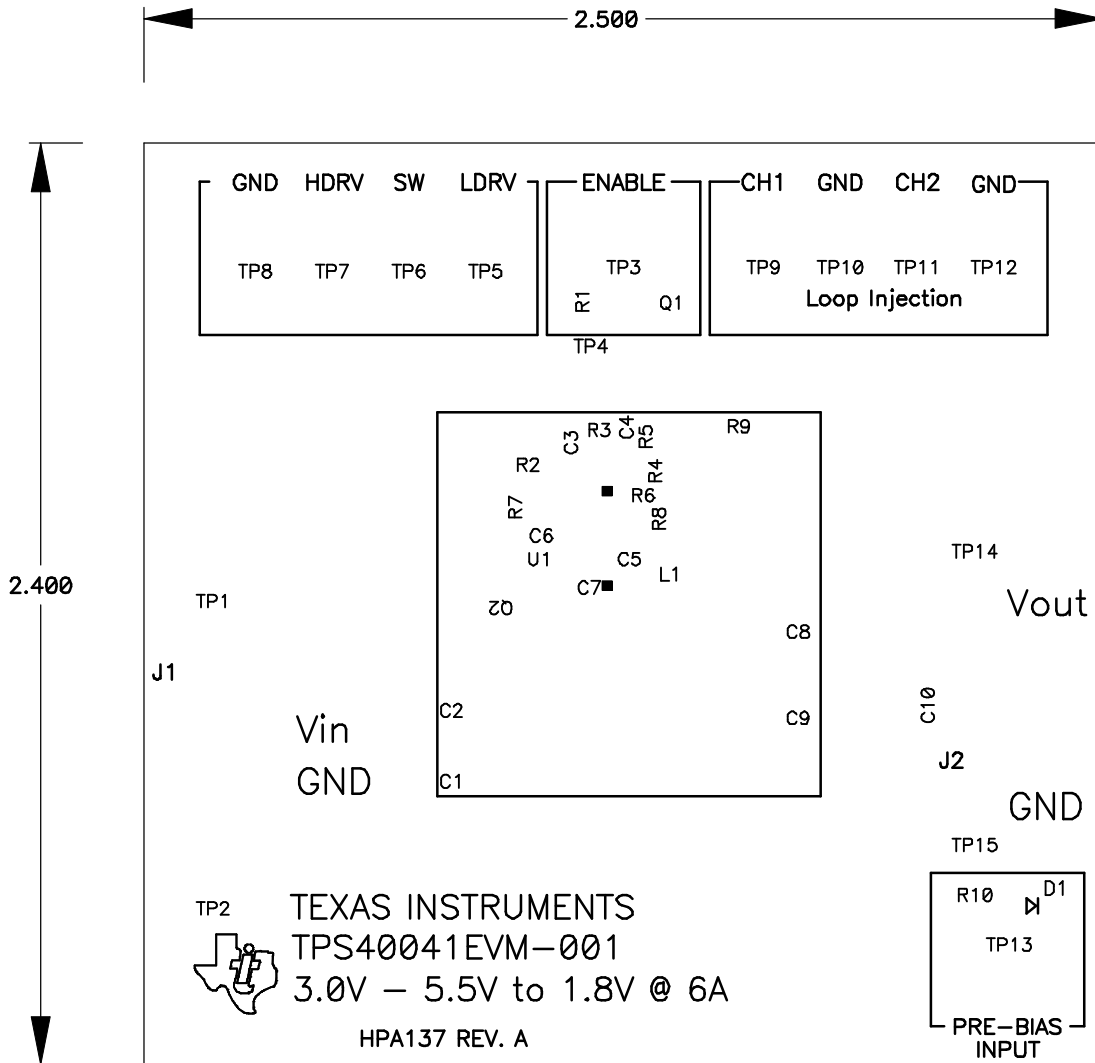 2.500
GND HDRV SW LDRV ENABLE CH1 GND CH2 GND
TP8 TP7 TP6 TP5 TP3 TP9 TP10 TP11 TP12
R1 Q1 Loop Injection
TP4
R3 C4 R9
C3 R5
R2 R4
R7 R6
R8
C6
U1 C5 TP14
L1
2.400 C7
TP1 Q2 Vout
C8
J1
C2 C9 C10
Vin
J2
GND C1
GND
TP15
R10 D1
TP2 TEXAS INSTRUMENTS
TPS40041EVM-001 TP13
3.0V - 5.5V to 1.8V @ 6A
HPA137 REV. A PRE-BIAS
INPUT